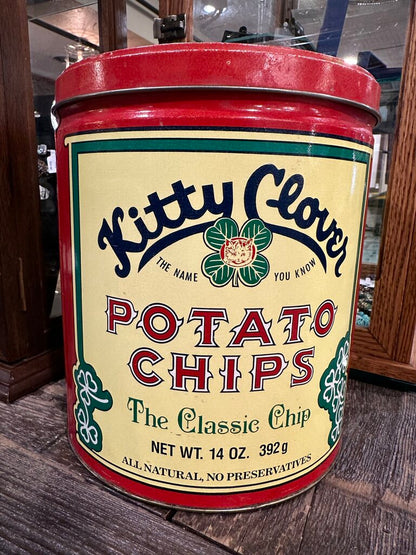 Kitty Clover
THE NAME YOU KNOW
POTATO
CHIPS
The Classic Chip
NET WT. 14 OZ. 392g
ALL NATURAL, NO PRESERVATIVES